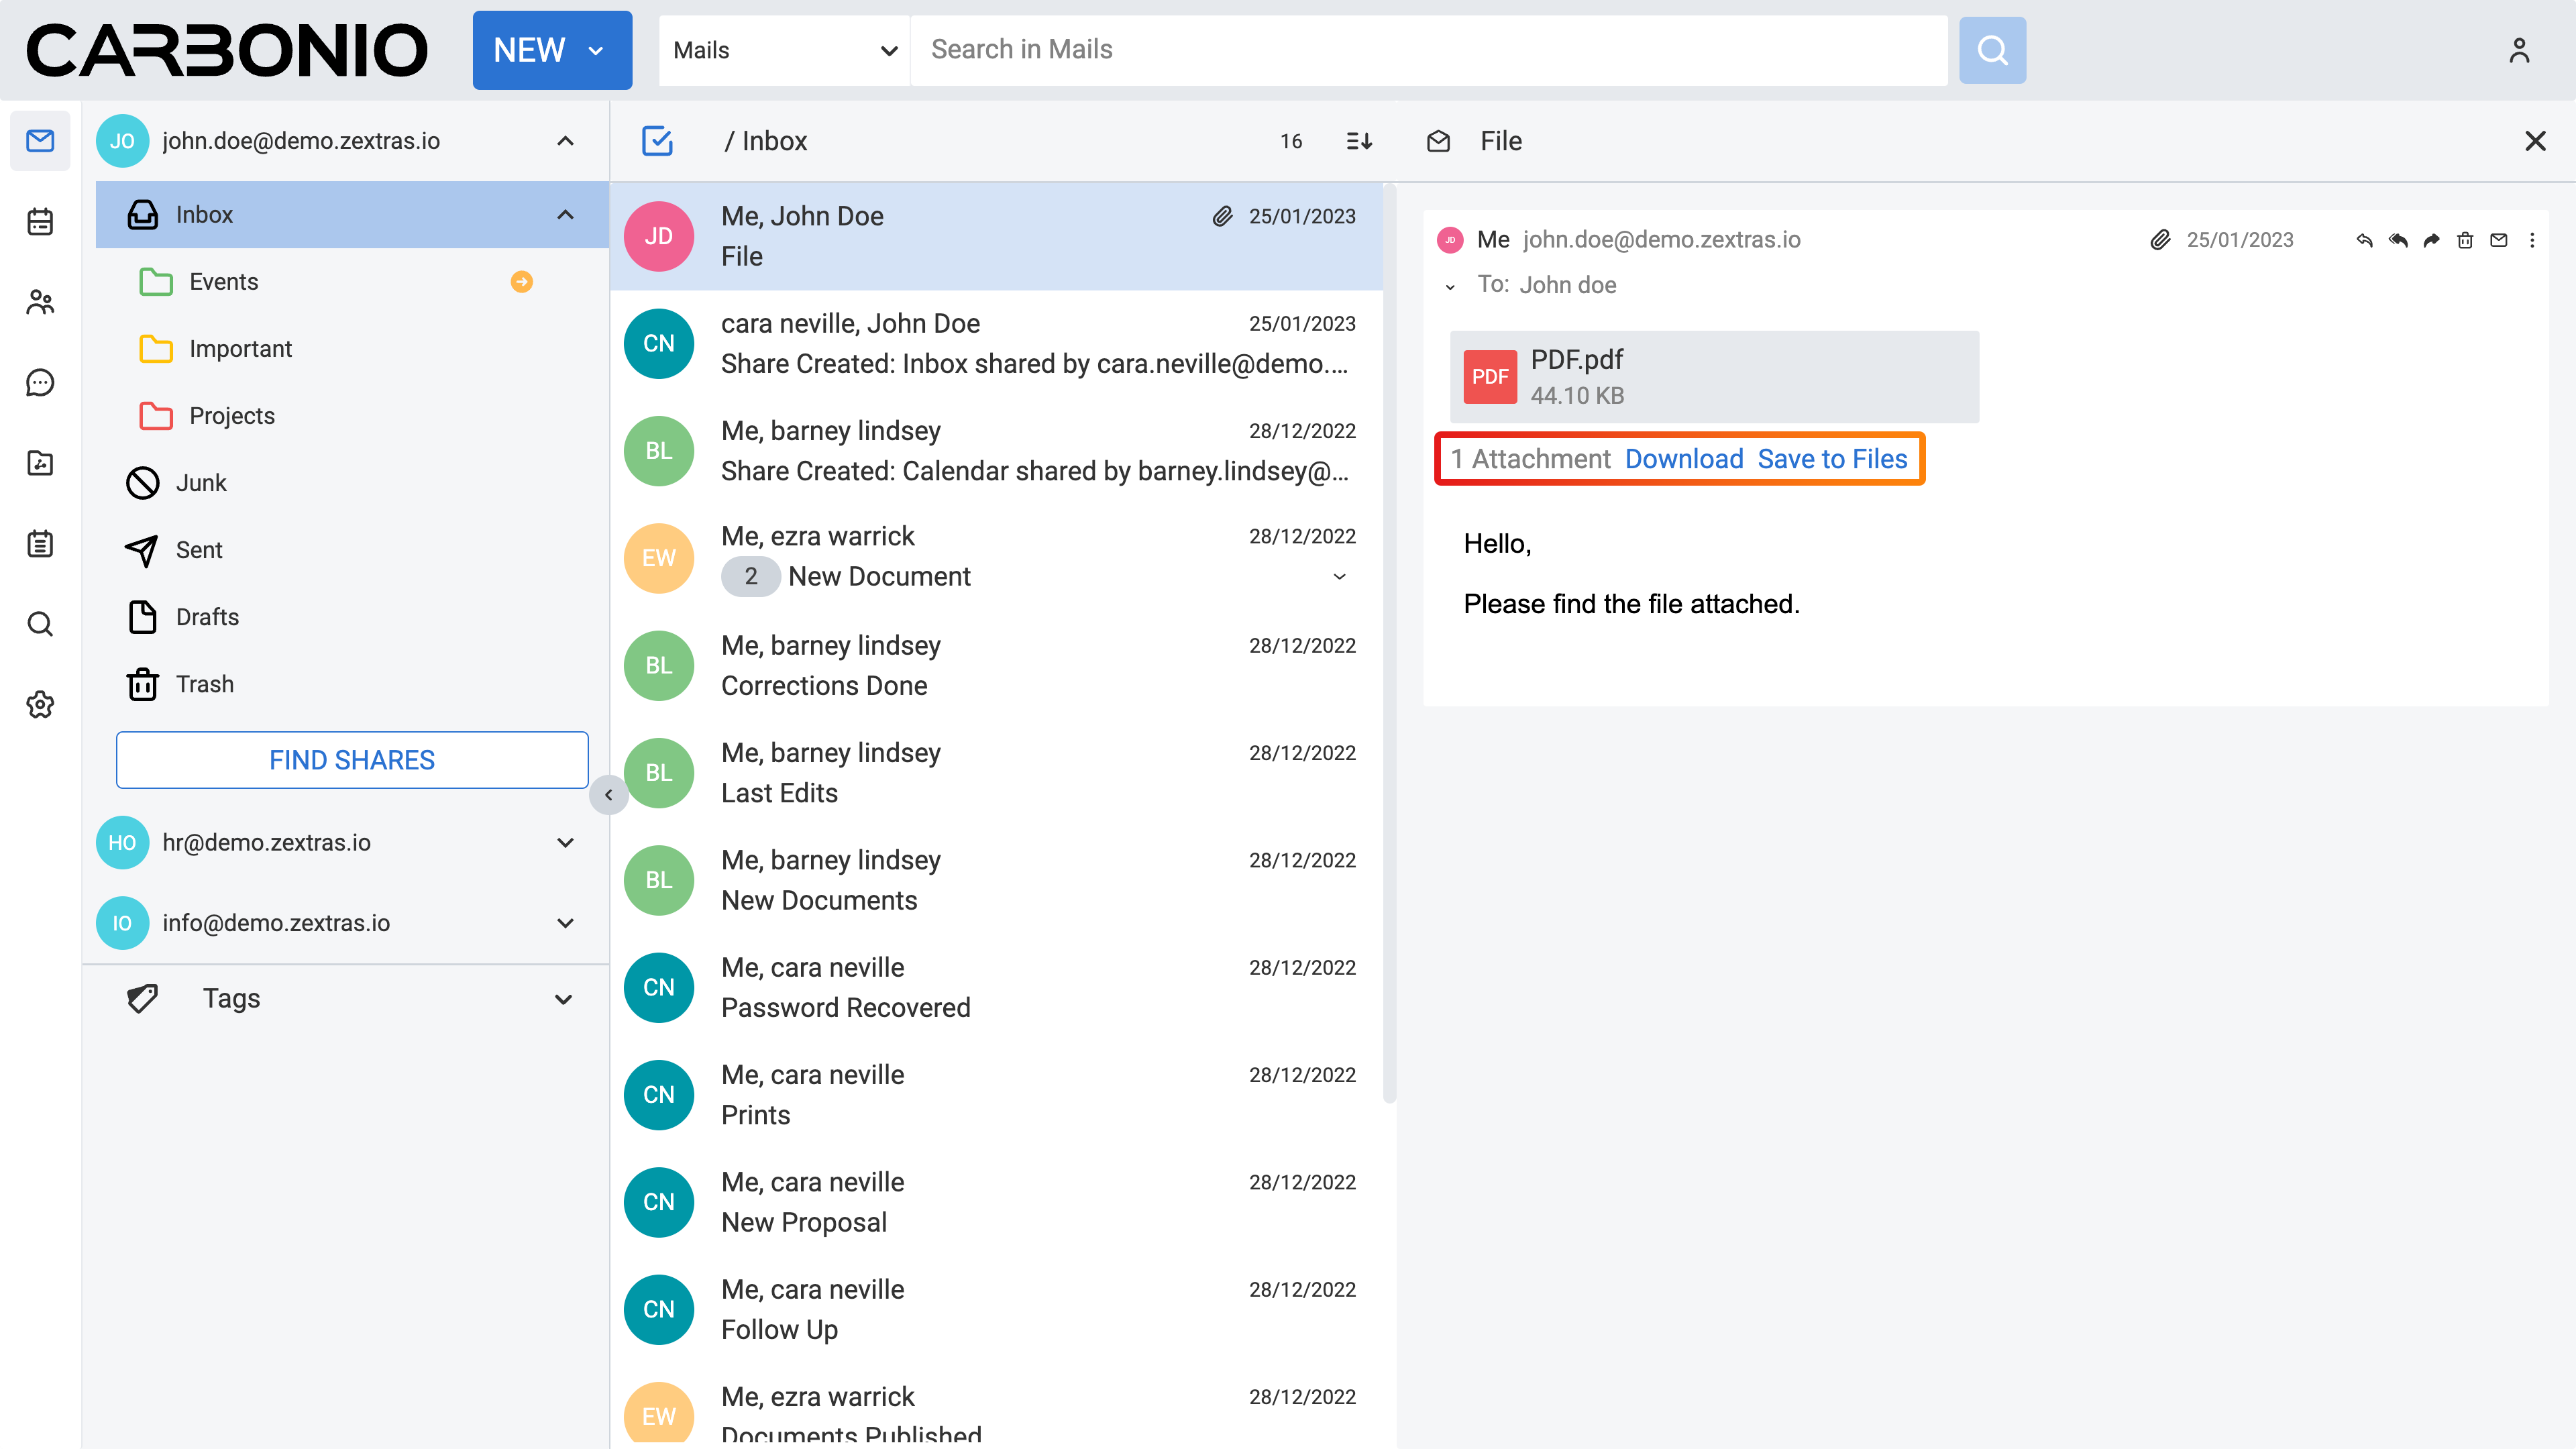 CARBONIO
NEW
Mails
Search in Mails
JO john.doe@demo.zextras.io
Inbox
Events
Important
Projects
Junk
Sent
Drafts
Trash
FIND SHARES
HO hr@demo.zextras.io
IO info@demo.zextras.io
Tags
/ Inbox 16
JD Me, John Doe 25/01/2023
File
CN cara neville, John Doe 25/01/2023
Share Created: Inbox shared by cara.neville@demo....
BL Me, barney lindsey 28/12/2022
Share Created: Calendar shared by barney.lindsey@...
EW Me, ezra warrick 28/12/2022
2 New Document
BL Me, barney lindsey 28/12/2022
Corrections Done
BL Me, barney lindsey 28/12/2022
Last Edits
BL Me, barney lindsey 28/12/2022
New Documents
CN Me, cara neville 28/12/2022
Password Recovered
CN Me, cara neville 28/12/2022
Prints
CN Me, cara neville 28/12/2022
New Proposal
CN Me, cara neville 28/12/2022
Follow Up
EW Me, ezra warrick 28/12/2022
Documents Published
File
JD Me john.doe@demo.zextras.io 25/01/2023
To: John doe
PDF PDF.pdf
44.10 KB
1 Attachment Download Save to Files
Hello,
Please find the file attached.